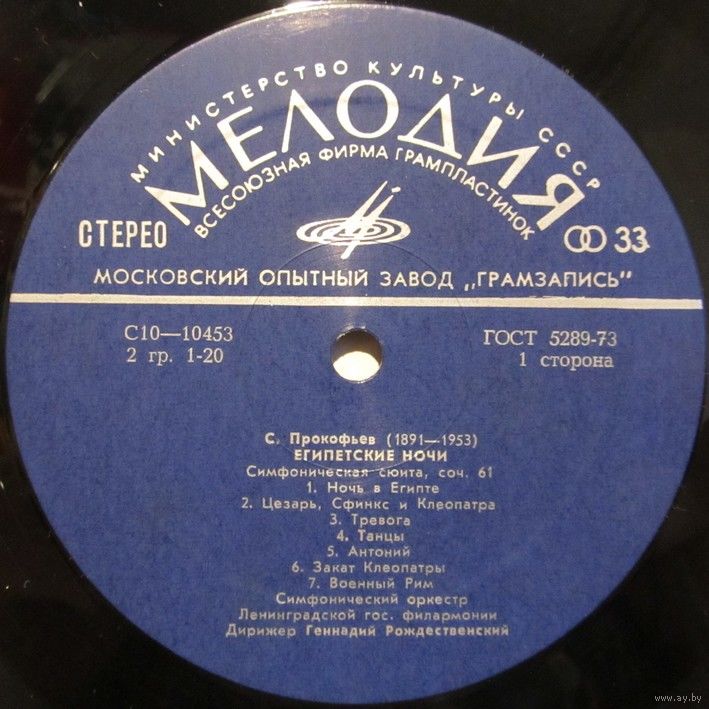 МИНИСТЕРСТВО КУЛЬТУРЫ СССР
МЕЛОДИЯ
ВСЕСОЮЗНАЯ ФИРМА ГРАМПЛАСТИНОК
СТЕРЕО
33
МОСКОВСКИЙ ОПЫТНЫЙ ЗАВОД „ГРАМЗАПИСЬ"
С10—10453
2 гр. 1-20
ГОСТ 5289-73
1 сторона
С. Прокофьев (1891—1953)
ЕГИПЕТСКИЕ НОЧИ
Симфоническая сюита, соч. 61
1. Ночь в Египте
2. Цезарь, Сфинкс и Клеопатра
3. Тревога
4. Танцы
5. Антоний
6. Закат Клеопатры
7. Военный Рим
Симфонический оркестр
Ленинградской гос. филармонии
Дирижер Геннадий Рождественский
www.ay.by